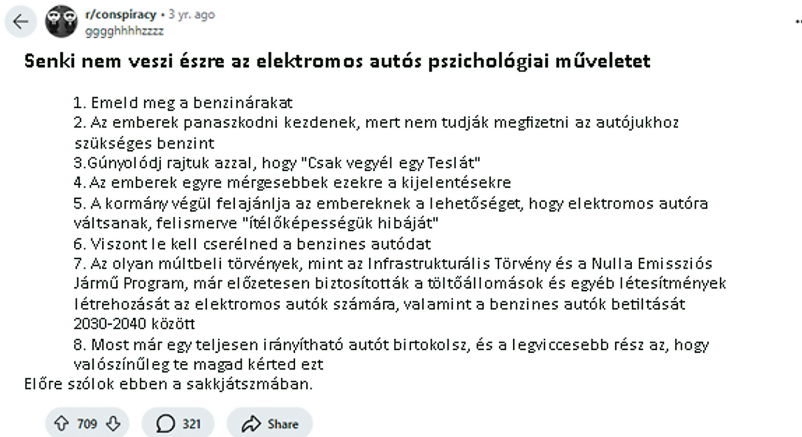 r/conspiracy • 3 yr. ago
gggghhhhzzzz
Senki nem veszi észre az elektromos autós pszichológiai műveletet
1. Emeld meg a benzinárakat
2. Az emberek panaszkodni kezdenek, mert nem tudják megfizetni az autójukhoz
szükséges benzint
3.Gúnyolódj rajtuk azzal, hogy "Csak vegyél egy Teslát"
4. Az emberek egyre mérgesebbek ezekre a kijelentésekre
5. A kormány végül felajánlja az embereknek a lehetőséget, hogy elektromos autóra
váltsanak, felismerve "ítélőképességük hibáját"
6. Viszont le kell cserélned a benzines autódat
7. Az olyan múltbeli törvények, mint az Infrastrukturális Törvény és a Nulla Emissziós
Jármű Program, már előzetesen biztosították a töltőállomások és egyéb létesítmények
létrehozását az elektromos autók számára, valamint a benzines autók betiltását
2030-2040 között
8. Most már egy teljesen irányítható autót birtokolsz, és a legviccesebb rész az, hogy
valószínűleg te magad kérted ezt
Előre szólok ebben a sakkjátszmában.
709 321 Share